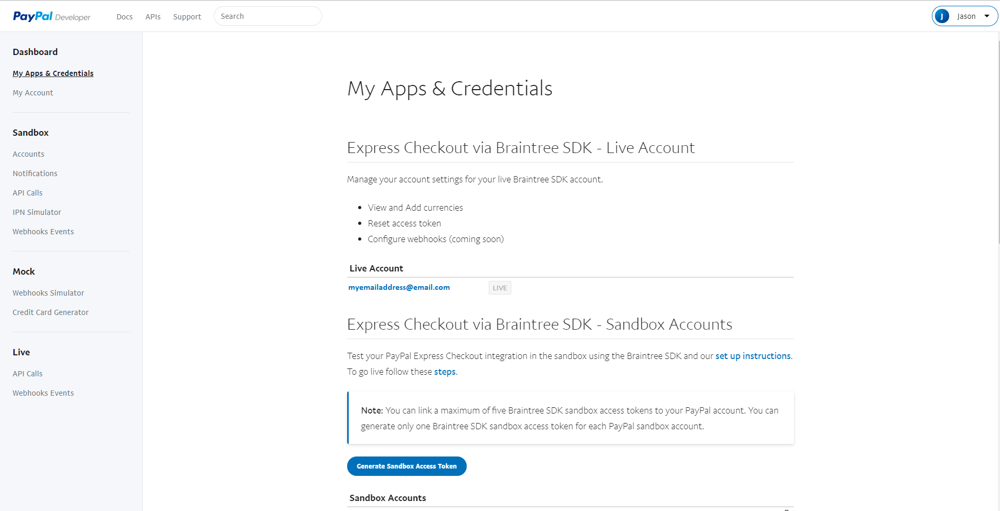 PayPal Developer
Docs
APIs
Support
Search
J
Jason
Dashboard
My Apps & Credentials
My Account
Sandbox
Accounts
Notifications
API Calls
IPN Simulator
Webhooks Events
Mock
Webhooks Simulator
Credit Card Generator
Live
API Calls
Webhooks Events
My Apps & Credentials
Express Checkout via Braintree SDK - Live Account
Manage your account settings for your live Braintree SDK account.
View and Add currencies
Reset access token
Configure webhooks (coming soon)
Live Account
myemailaddress@email.com
LIVE
Express Checkout via Braintree SDK - Sandbox Accounts
Test your PayPal Express Checkout integration in the sandbox using the Braintree SDK and our set up instructions.
To go live follow these steps.
Note: You can link a maximum of five Braintree SDK sandbox access tokens to your PayPal account. You can
generate only one Braintree SDK sandbox access token for each PayPal sandbox account.
Generate Sandbox Access Token
Sandbox Accounts